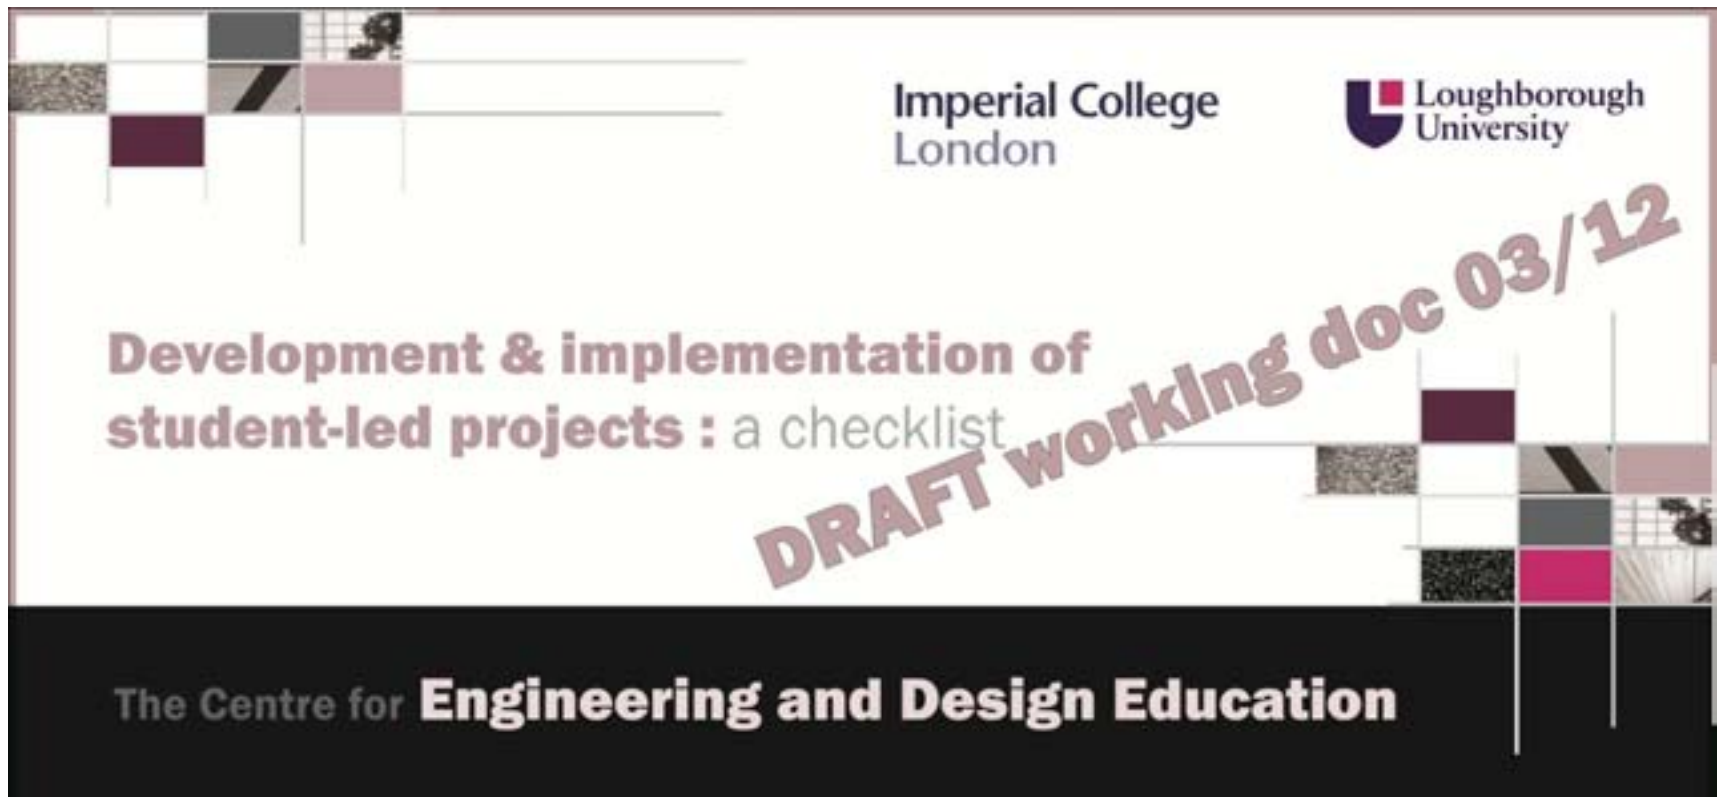 Imperial College
London
Loughborough
University
Development & implementation of
student-led projects : a checklist
DRAFT working doc 03/12
The Centre for Engineering and Design Education